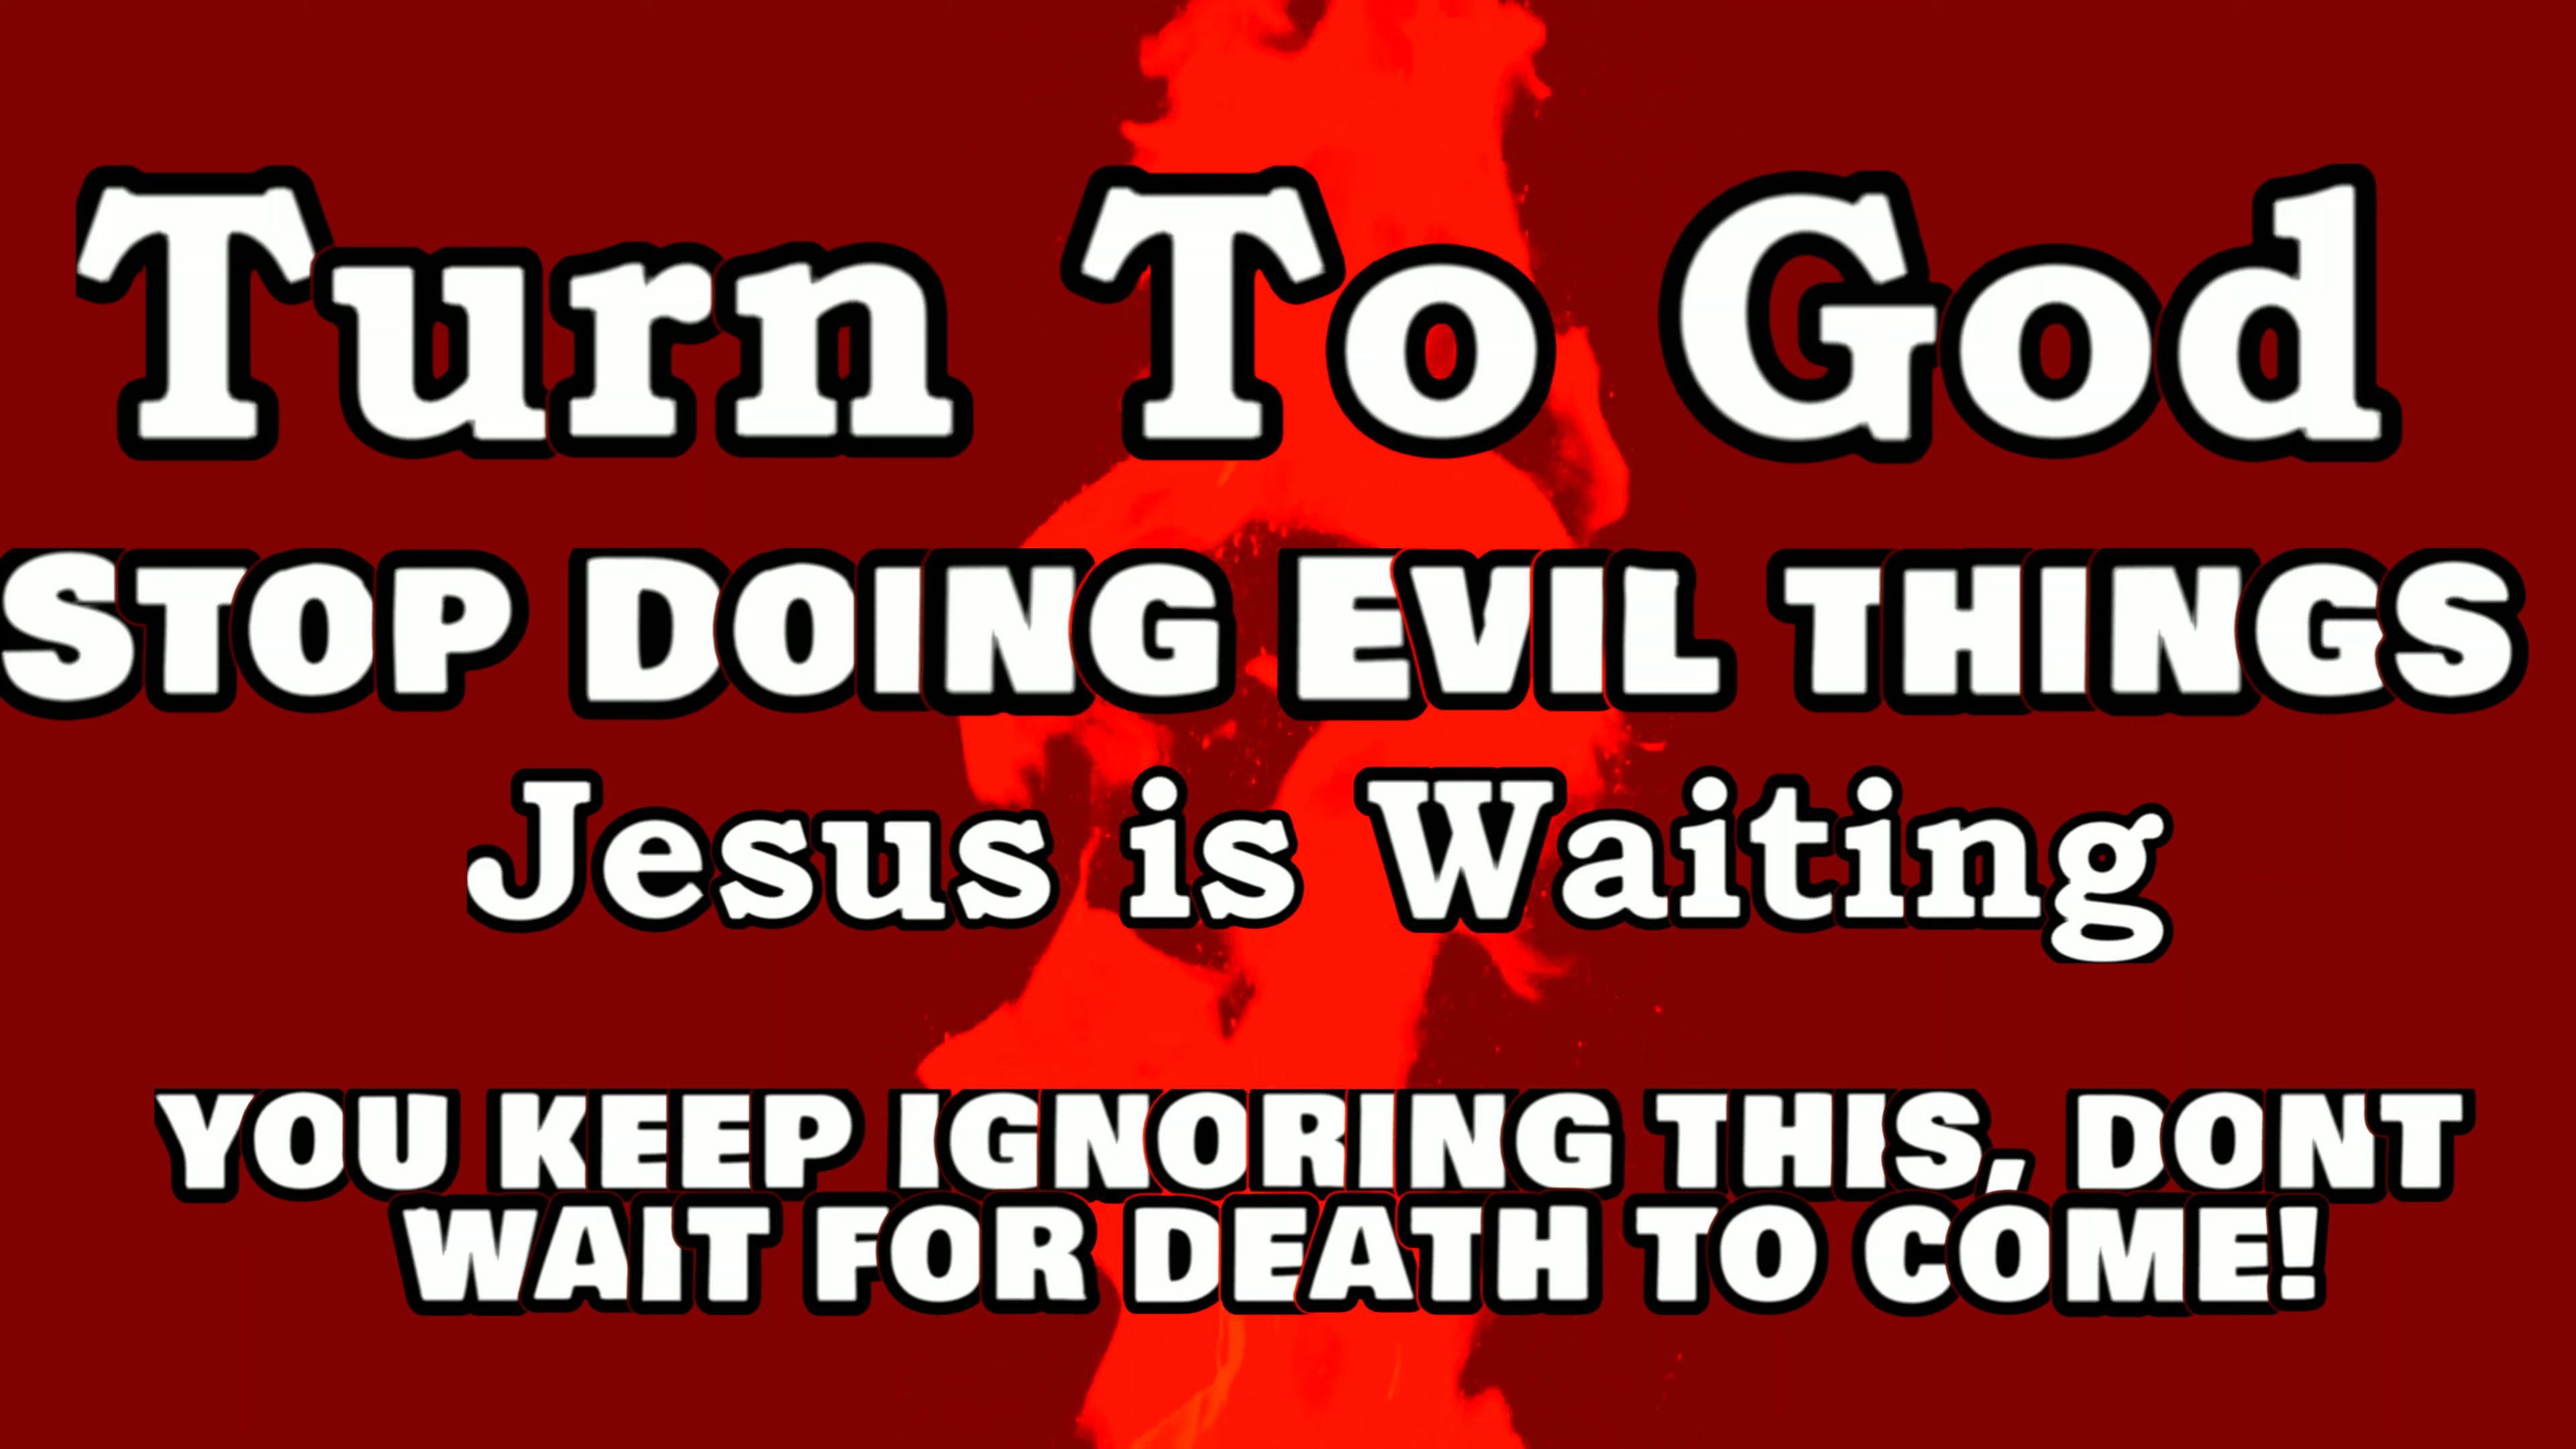 Turn To God
STOP DOING EVIL THINGS
Jesus is Waiting
YOU KEEP IGNORING THIS, DONT
WAIT FOR DEATH TO COME!